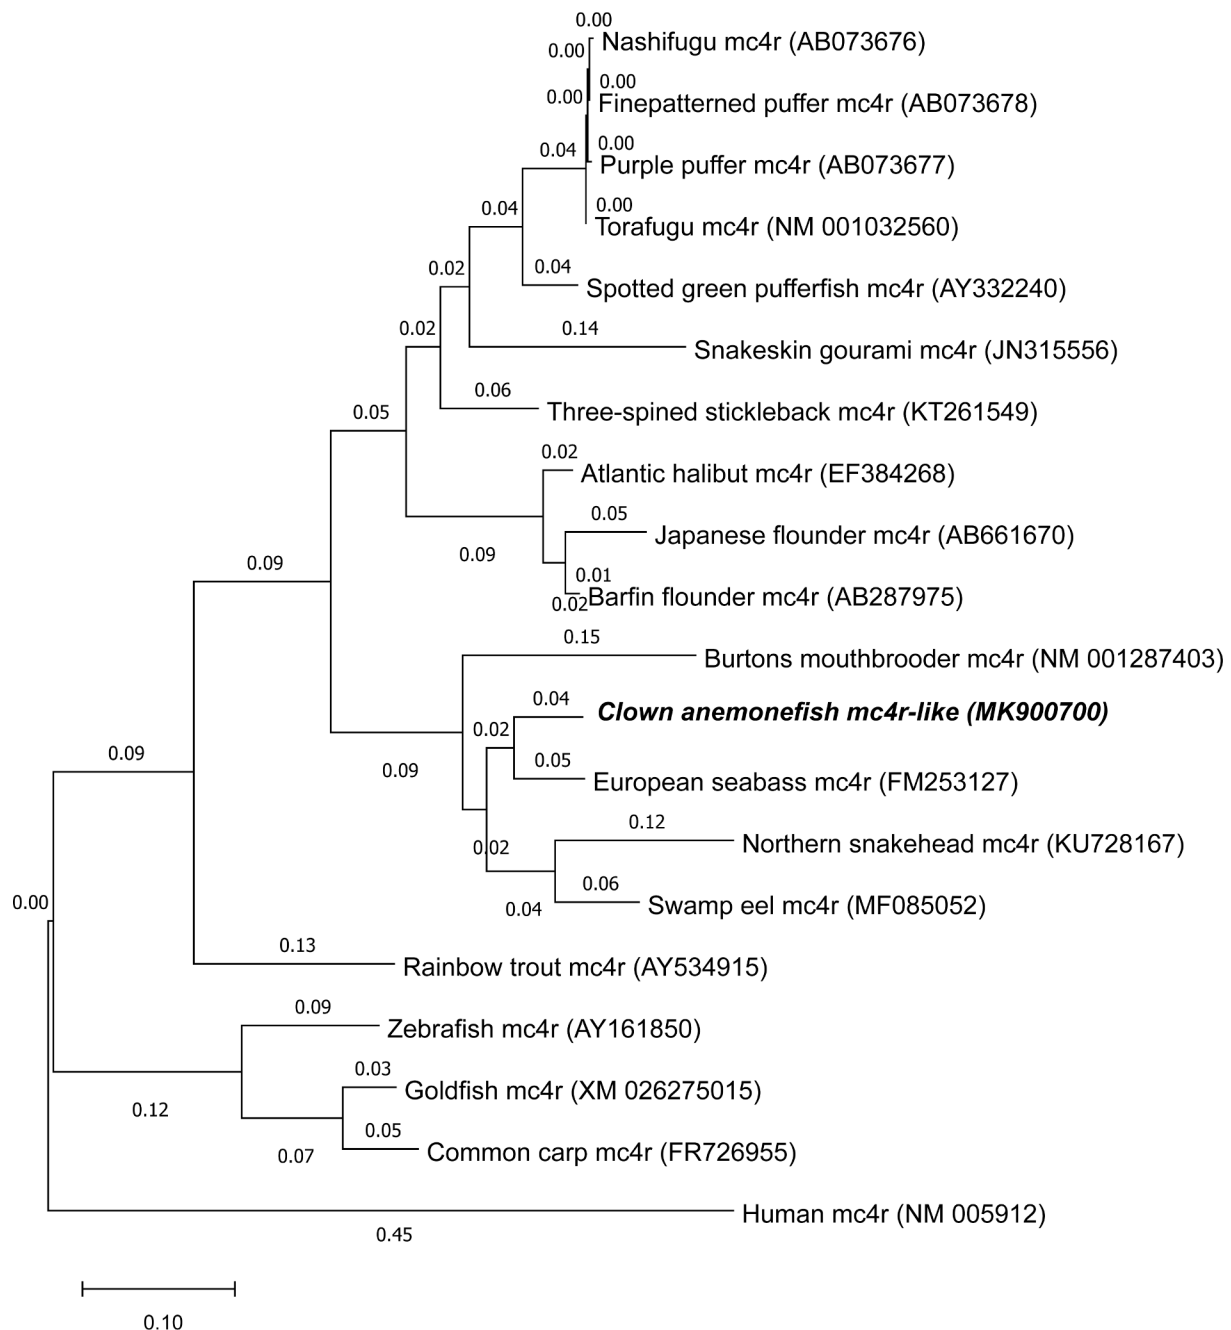 0.00
Nashifugu mc4r (AB073676)
0.00
0.00
0.00
Finepatterned puffer mc4r (AB073678)
0.00
0.04
Purple puffer mc4r (AB073677)
0.00
0.04
Torafugu mc4r (NM 001032560)
0.02
0.04
Spotted green pufferfish mc4r (AY332240)
0.02
0.14
Snakeskin gourami mc4r (JN315556)
0.06
0.05
Three-spined stickleback mc4r (KT261549)
0.02
Atlantic halibut mc4r (EF384268)
0.05
Japanese flounder mc4r (AB661670)
0.09
0.09
0.01
0.02
Barfin flounder mc4r (AB287975)
0.15
Burtons mouthbrooder mc4r (NM 001287403)
0.04
Clown anemonefish mc4r-like (MK900700)
0.02
0.09
0.09
0.05
European seabass mc4r (FM253127)
0.12
0.02
Northern snakehead mc4r (KU728167)
0.06
0.00
0.04
Swamp eel mc4r (MF085052)
0.13
Rainbow trout mc4r (AY534915)
0.09
Zebrafish mc4r (AY161850)
0.03
Goldfish mc4r (XM 026275015)
0.12
0.05
0.07
Common carp mc4r (FR726955)
Human mc4r (NM 005912)
0.45
0.10